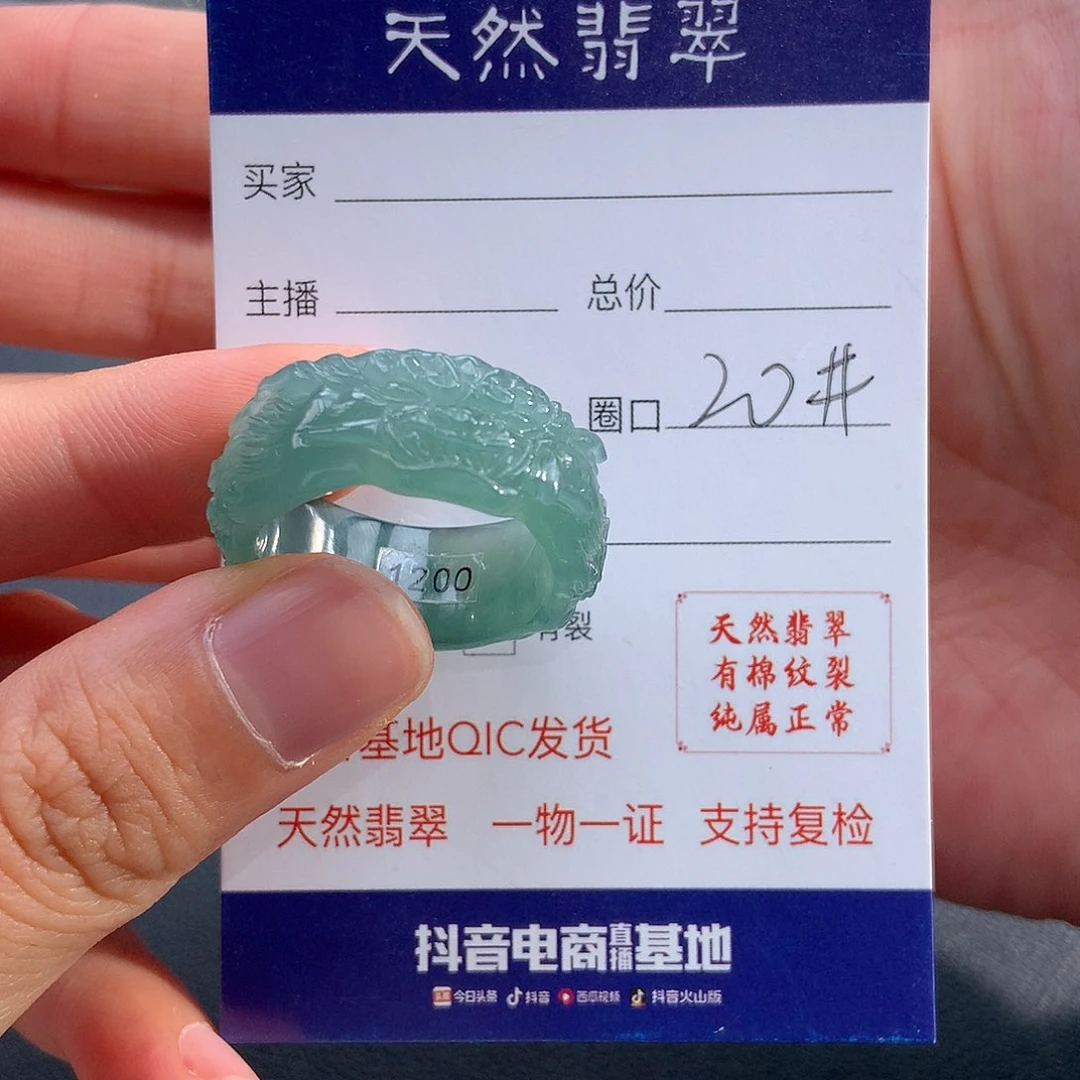 天然翡翠
买家
主播 总价
圈口 20#
1200
有裂
基地QIC发货
天然翡翠
有棉纹裂
纯属正常
天然翡翠 一物一证 支持复检
抖音电商直播基地
今日头条 抖音 西瓜视频 抖音火山版